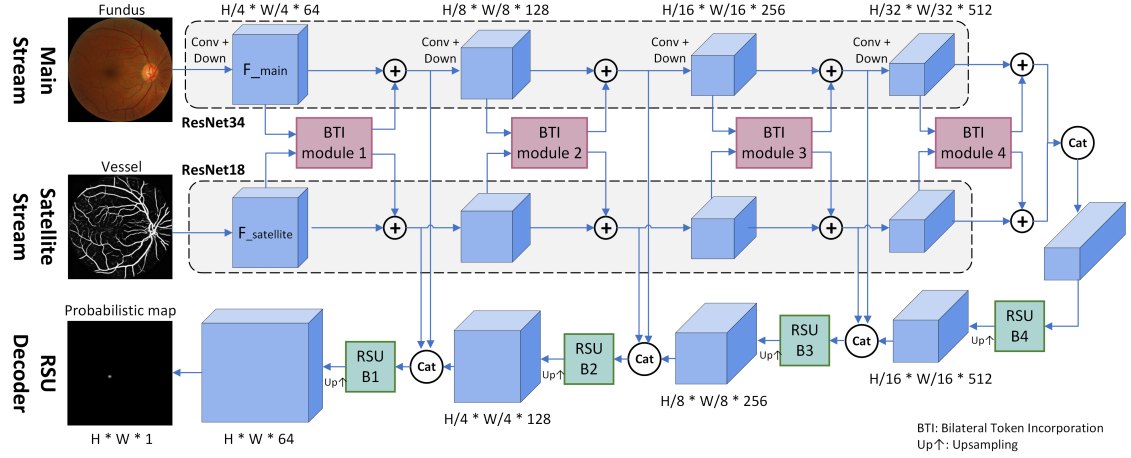 Fundus
H/4 * W/4 * 64
H/8 * W/8 * 128
H/16 * W/16 * 256
H/32 * W/32 * 512
Main
Stream
Conv +
Down
F_main
Conv +
Down
Conv +
Down
Conv +
Down
ResNet34
BTI
module 1
BTI
module 2
BTI
module 3
BTI
module 4
Cat
ResNet18
Vessel
Satellite
Stream
F_satellite
Probabilistic map
RSU
Decoder
RSU
B1
Up↑
Cat
RSU
B2
Up↑
Cat
RSU
B3
Up↑
Cat
RSU
B4
Up↑
H/16 * W/16 * 512
H/8 * W/8 * 256
H/4 * W/4 * 128
H * W * 64
H * W * 1
BTI: Bilateral Token Incorporation
Up↑: Upsampling